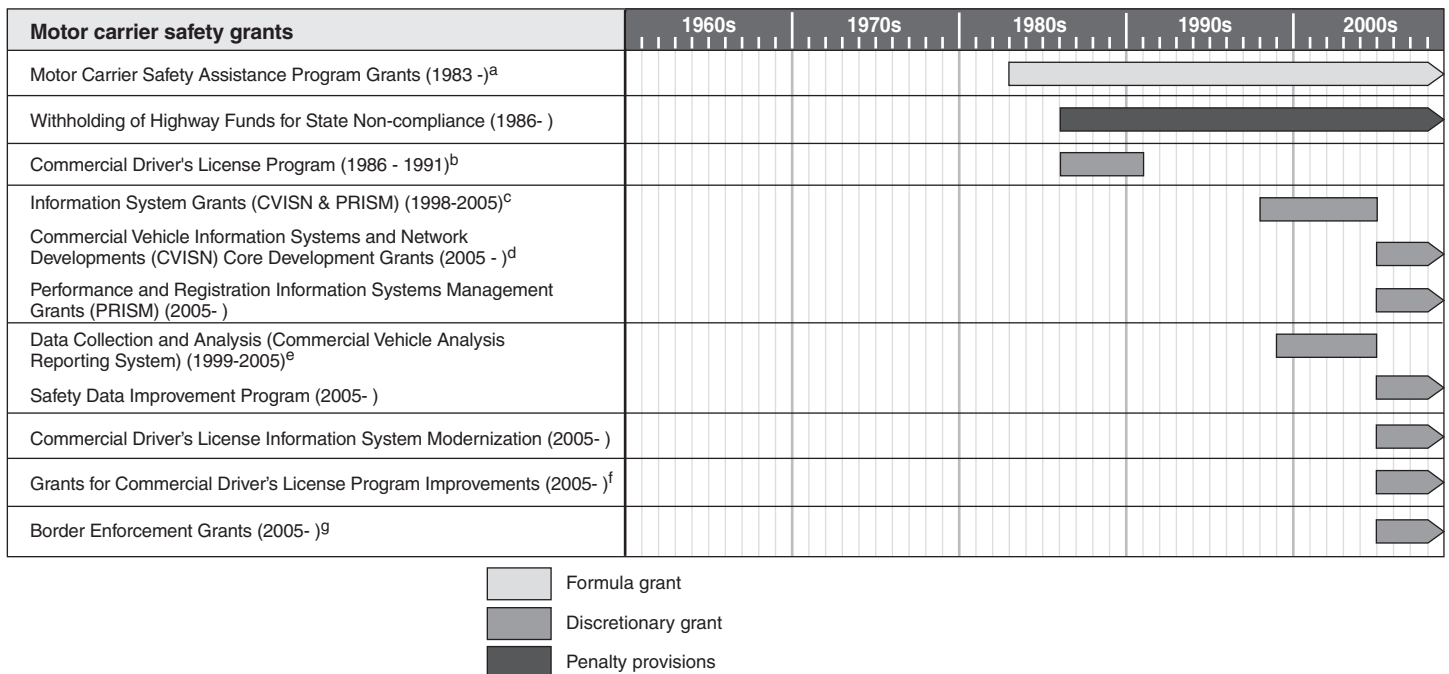 Motor carrier safety grants
1960s 1970s 1980s 1990s 2000s
Motor Carrier Safety Assistance Program Grants (1983 -)a
Withholding of Highway Funds for State Non-compliance (1986- )
Commercial Driver's License Program (1986 - 1991)b
Information System Grants (CVISN & PRISM) (1998-2005)c
Commercial Vehicle Information Systems and Network
Developments (CVISN) Core Development Grants (2005 - )d
Performance and Registration Information Systems Management
Grants (PRISM) (2005- )
Data Collection and Analysis (Commercial Vehicle Analysis
Reporting System) (1999-2005)e
Safety Data Improvement Program (2005- )
Commercial Driver’s License Information System Modernization (2005- )
Grants for Commercial Driver’s License Program Improvements (2005- )f
Border Enforcement Grants (2005- )g
Formula grant
Discretionary grant
Penalty provisions